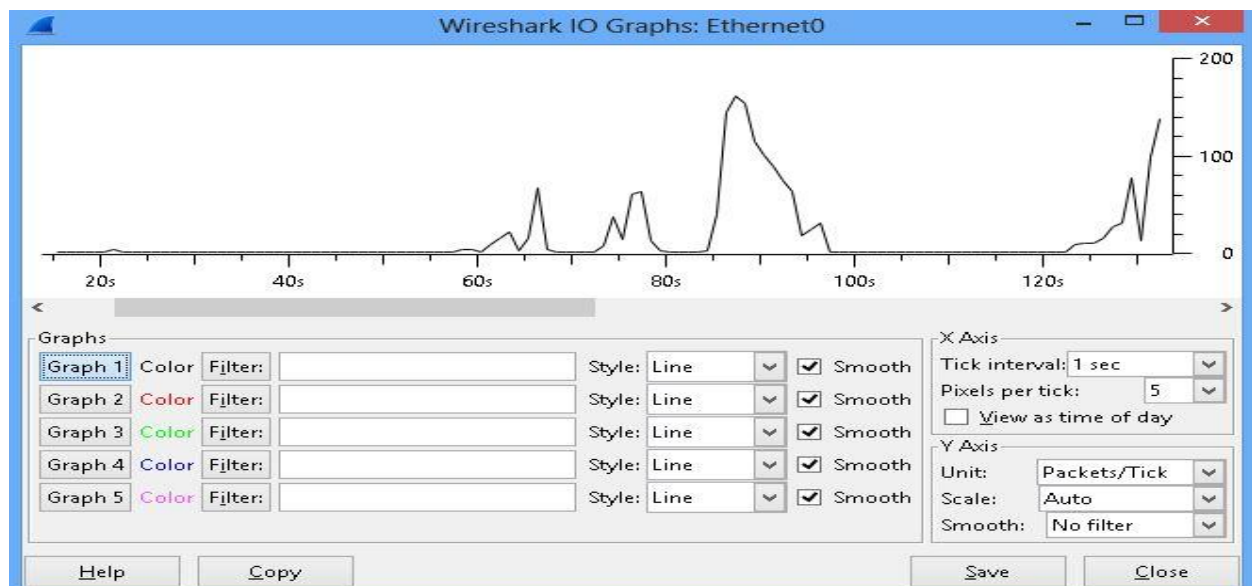 Wireshark IO Graphs: Ethernet0
200
100
0
20s 40s 60s 80s 100s 120s
Graphs
Graph 1 Color Filter: Style: Line Smooth
Graph 2 Color Filter: Style: Line Smooth
Graph 3 Color Filter: Style: Line Smooth
Graph 4 Color Filter: Style: Line Smooth
Graph 5 Color Filter: Style: Line Smooth
X Axis
Tick interval: 1 sec
Pixels per tick: 5
View as time of day
Y Axis
Unit: Packets/Tick
Scale: Auto
Smooth: No filter
Help Copy Save Close